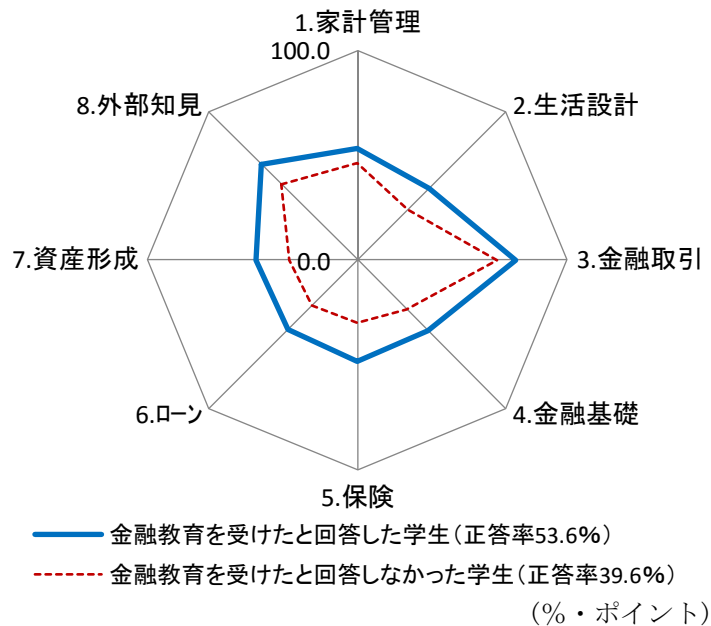 1.家計管理
100.0
8.外部知見
2.生活設計
7.資産形成
0.0
3.金融取引
6.ローン
4.金融基礎
5.保険
金融教育を受けたと回答した学生(正答率53.6%)
金融教育を受けたと回答しなかった学生(正答率39.6%)
(%・ポイント)